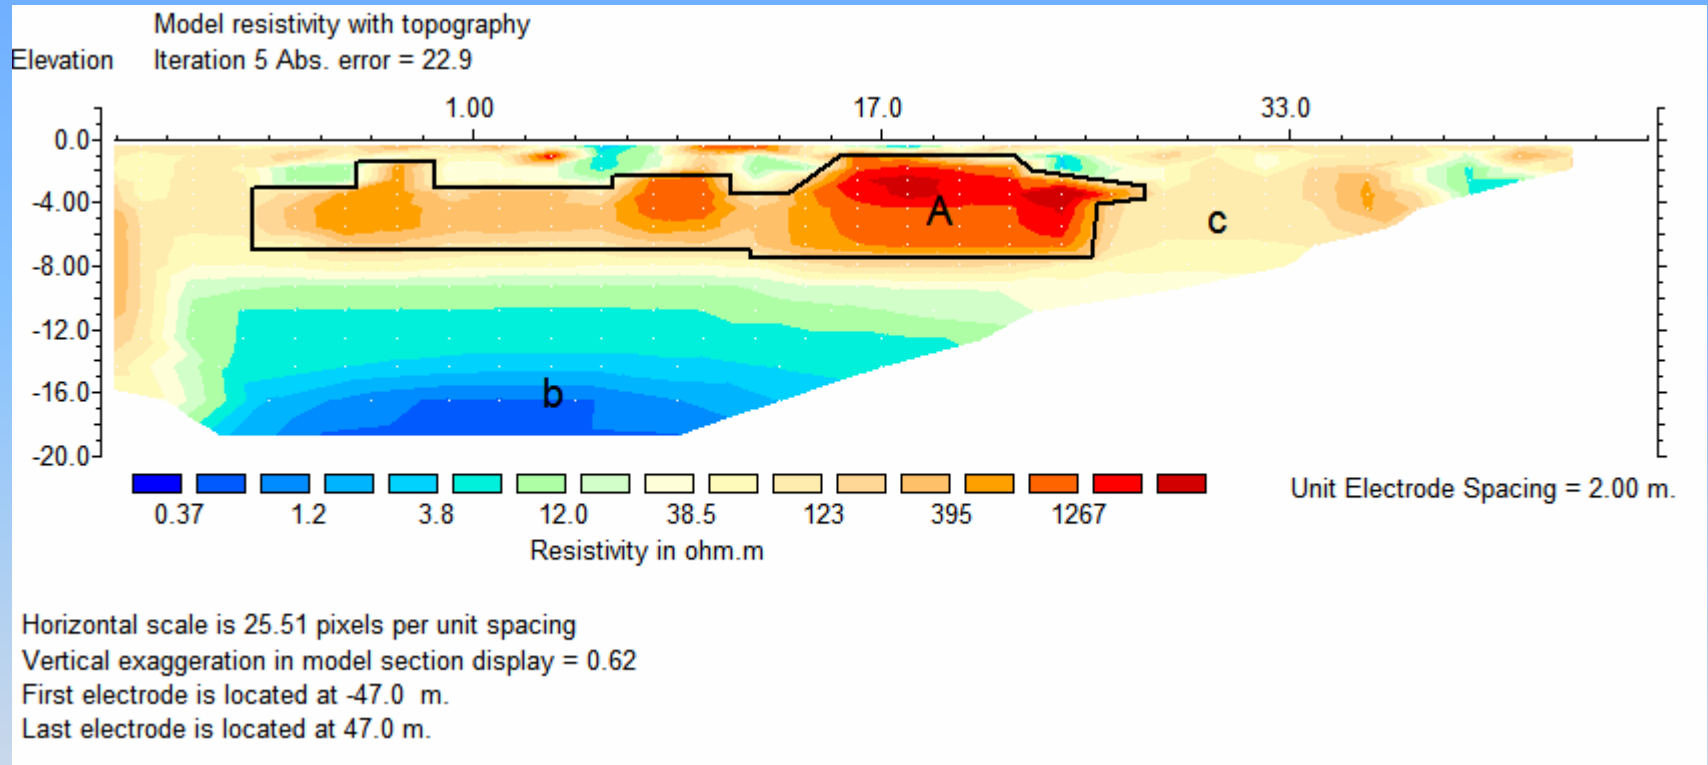 Model resistivity with topography
Elevation Iteration 5 Abs. error = 22.9
1.00 17.0 33.0
0.0
-4.00
A
c
-8.00
-12.0
-16.0
b
-20.0
0.37 1.2 3.8 12.0 38.5 123 395 1267
Unit Electrode Spacing = 2.00 m.
Resistivity in ohm.m
Horizontal scale is 25.51 pixels per unit spacing
Vertical exaggeration in model section display = 0.62
First electrode is located at -47.0 m.
Last electrode is located at 47.0 m.